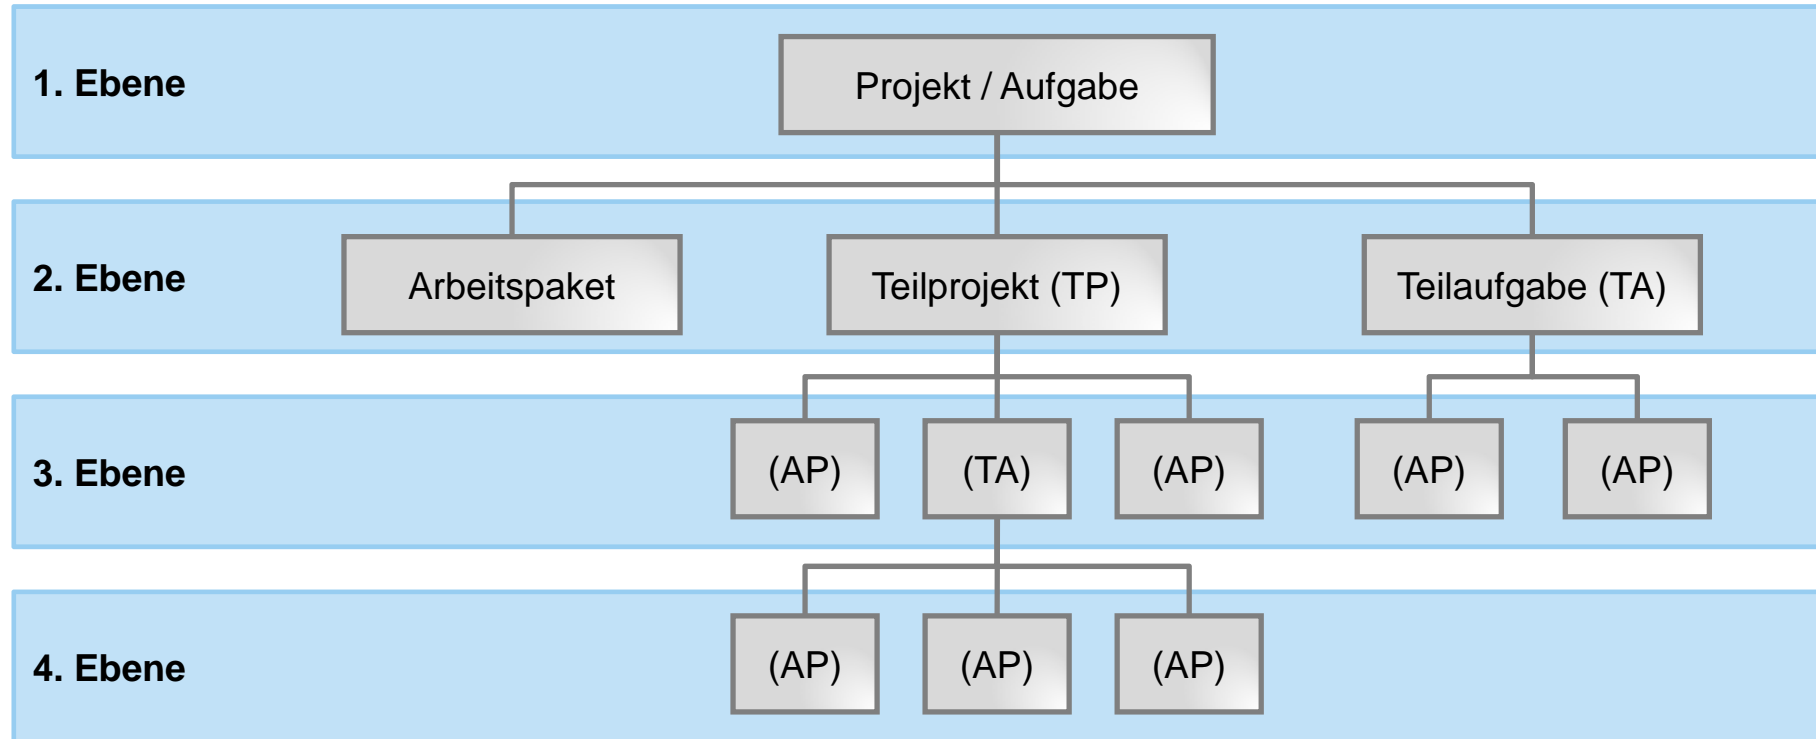 1. Ebene
Projekt / Aufgabe
2. Ebene
Arbeitspaket
Teilprojekt (TP)
Teilaufgabe (TA)
3. Ebene
(AP)
(TA)
(AP)
(AP)
(AP)
4. Ebene
(AP)
(AP)
(AP)